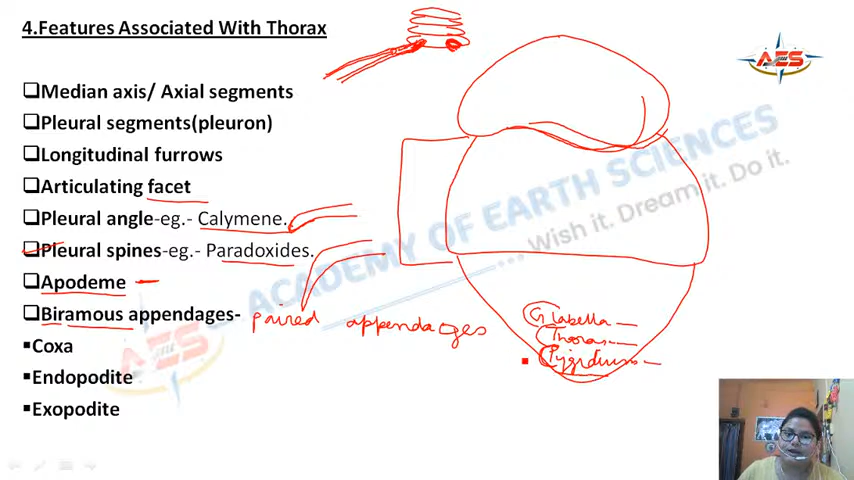 4.Features Associated With Thorax
❑Median axis/ Axial segments
❑Pleural segments(pleuron)
❑Longitudinal furrows
❑Articulating facet
❑Pleural angle-eg.- Calymene.
❑Pleural spines-eg.- Paradoxides.
❑Apodeme
❑Biramous appendages- paired appendages
▪Coxa
▪Endopodite
▪Exopodite
Glabella
Thorax
Pygidium
AES
ACADEMY OF EARTH SCIENCES
... Wish it. Dream it. Do it.
AES